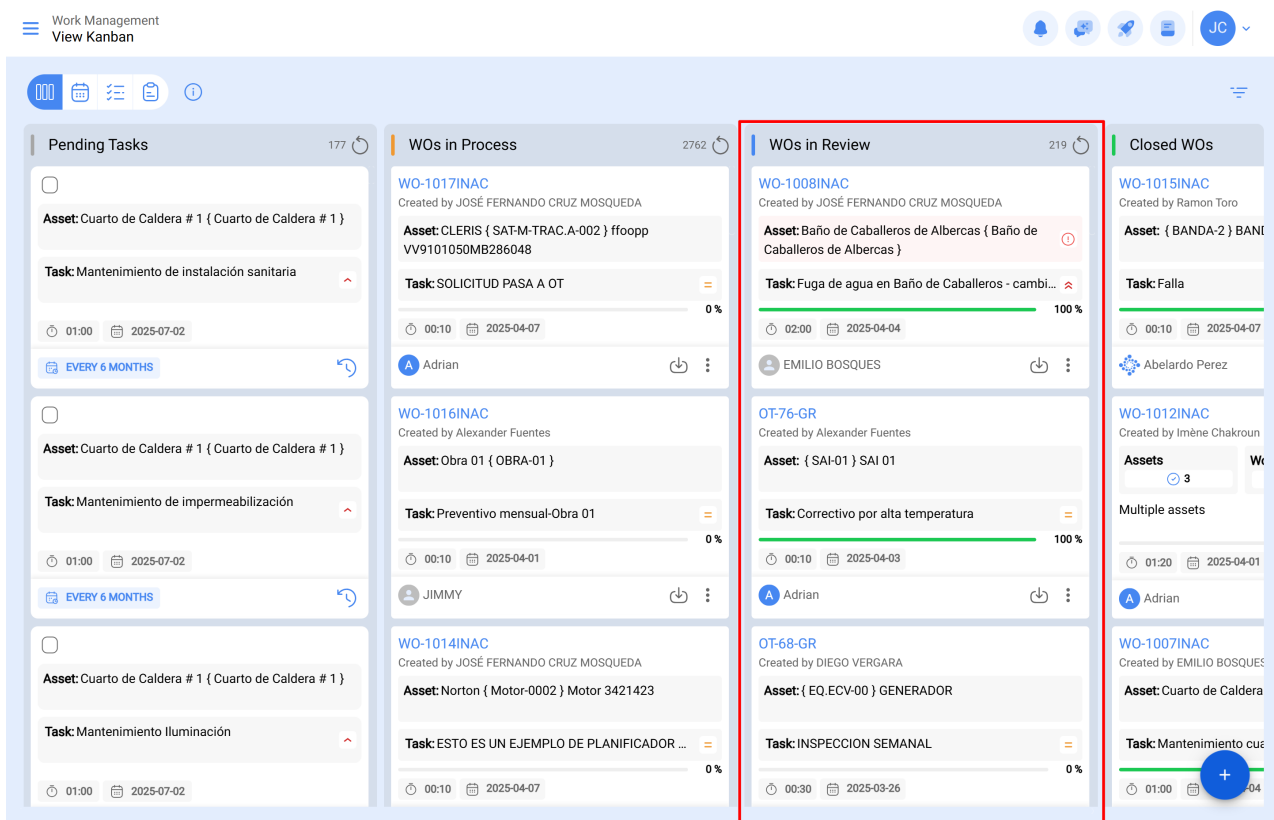 Work Management
View Kanban
JC
Pending Tasks
177
Asset: Cuarto de Caldera # 1 { Cuarto de Caldera # 1 }
Task: Mantenimiento de instalación sanitaria
01:00
2025-07-02
EVERY 6 MONTHS
Asset: Cuarto de Caldera # 1 { Cuarto de Caldera # 1 }
Task: Mantenimiento de impermeabilización
01:00
2025-07-02
EVERY 6 MONTHS
Asset: Cuarto de Caldera # 1 { Cuarto de Caldera # 1 }
Task: Mantenimiento Iluminación
01:00
2025-07-02
WOs in Process
2762
WO-1017INAC
Created by JOSÉ FERNANDO CRUZ MOSQUEDA
Asset: CLERIS { SAT-M-TRAC.A-002 } ffoopp
VV9101050MB286048
Task: SOLICITUD PASA A OT
0 %
00:10
2025-04-07
A Adrian
WO-1016INAC
Created by Alexander Fuentes
Asset: Obra 01 { OBRA-01 }
Task: Preventivo mensual-Obra 01
0 %
00:10
2025-04-01
JIMMY
WO-1014INAC
Created by JOSÉ FERNANDO CRUZ MOSQUEDA
Asset: Norton { Motor-0002 } Motor 3421423
Task: ESTO ES UN EJEMPLO DE PLANIFICADOR ...
0 %
00:10
2025-04-07
WOs in Review
219
WO-1008INAC
Created by JOSÉ FERNANDO CRUZ MOSQUEDA
Asset: Baño de Caballeros de Albercas { Baño de
Caballeros de Albercas }
Task: Fuga de agua en Baño de Caballeros - cambi...
100 %
02:00
2025-04-04
EMILIO BOSQUES
OT-76-GR
Created by Alexander Fuentes
Asset: { SAI-01 } SAI 01
Task: Correctivo por alta temperatura
100 %
00:10
2025-04-03
A Adrian
OT-68-GR
Created by DIEGO VERGARA
Asset: { EQ.ECV-00 } GENERADOR
Task: INSPECCION SEMANAL
0 %
00:30
2025-03-26
Closed WOs
WO-1015INAC
Created by Ramon Toro
Asset: { BANDA-2 } BAND
Task: Falla
00:10
2025-04-07
Abelardo Perez
WO-1012INAC
Created by Imène Chakroun
Assets
3
Multiple assets
01:20
2025-04-01
A Adrian
WO-1007INAC
Created by EMILIO BOSQUES
Asset: Cuarto de Caldera
Task: Mantenimiento cua
01:00
-04
+